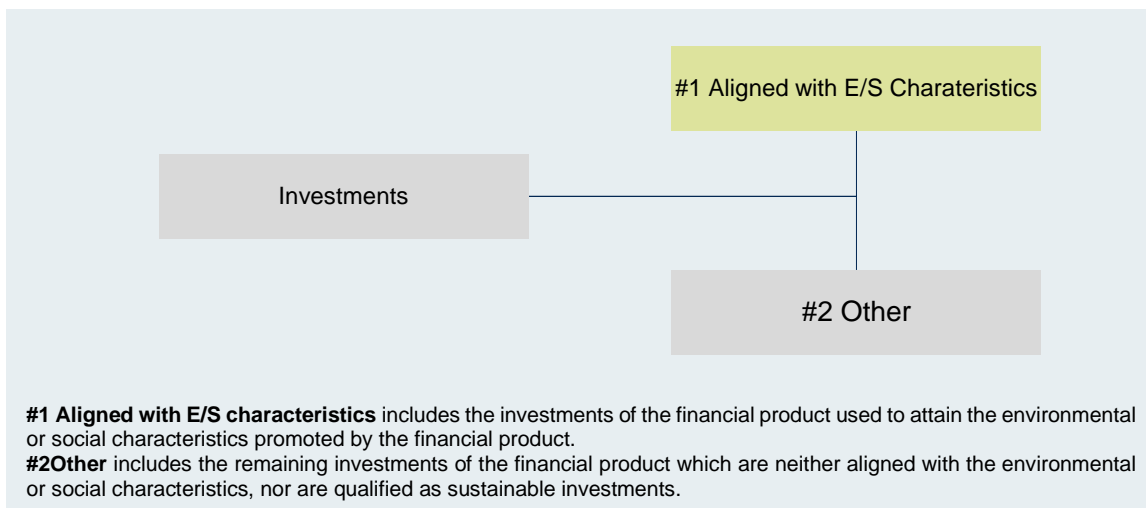 #1 Aligned with E/S Charateristics
Investments
#2 Other
#1 Aligned with E/S characteristics includes the investments of the financial product used to attain the environmental
or social characteristics promoted by the financial product.
#2Other includes the remaining investments of the financial product which are neither aligned with the environmental
or social characteristics, nor are qualified as sustainable investments.